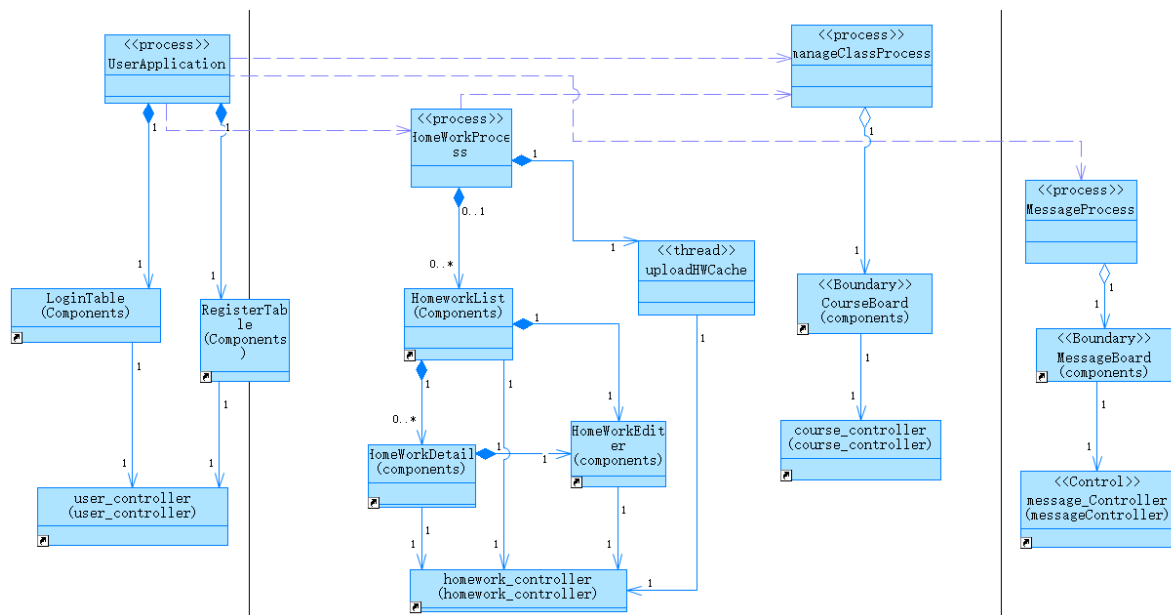 <<process>>
UserApplication
<<process>>
manageClassProcess
<<process>>
HomeWorkProce
ss
<<process>>
MessageProcess
1
1
1
1
0..1
1
1
<<thread>>
uploadHWCache
1
1
0..*
1
1
LoginTable
(Components)
RegisterTab
le
(Components
)
HomeworkList
(Components)
<<Boundary>>
CourseBoard
(components)
<<Boundary>>
MessageBoard
(components)
1
1
1
1
1
1
1
1
1
0..*
1
HomeWorkDetail
(components)
1
1
HomeWorkEdit
er
(components)
course_controller
(course_controller)
1
1
1
1
1
1
1
1
1
user_controller
(user_controller)
homework_controller
(homework_controller)
<<Control>>
message_Controller
(messageController)